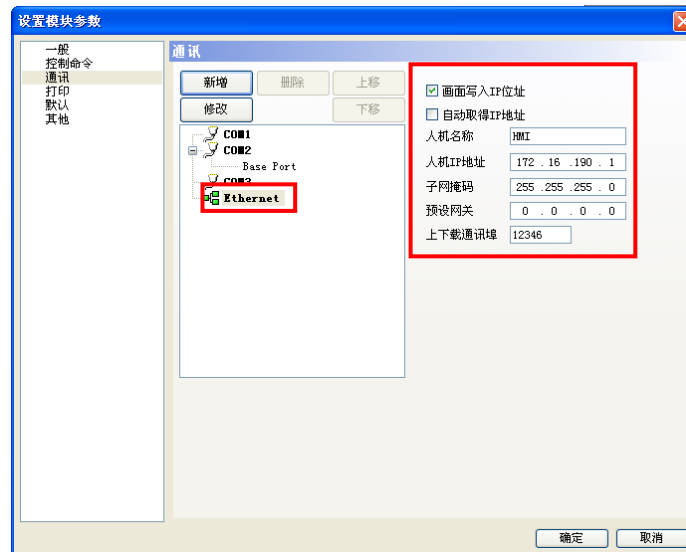 设置模块参数
一般
控制命令
通讯
打印
默认
其他
通讯
新增
册除
上移
修改
下移
COM1
COM2
Base Port
COM3
Ethernet
画面写入IP位址
自动取得IP地址
人机名称 HMI
人机IP地址 172 . 16 .190 . 1
子网掩码 255 .255 .255 . 0
预设网关 0 . 0 . 0 . 0
上下载通讯埠 12346
确定
取消